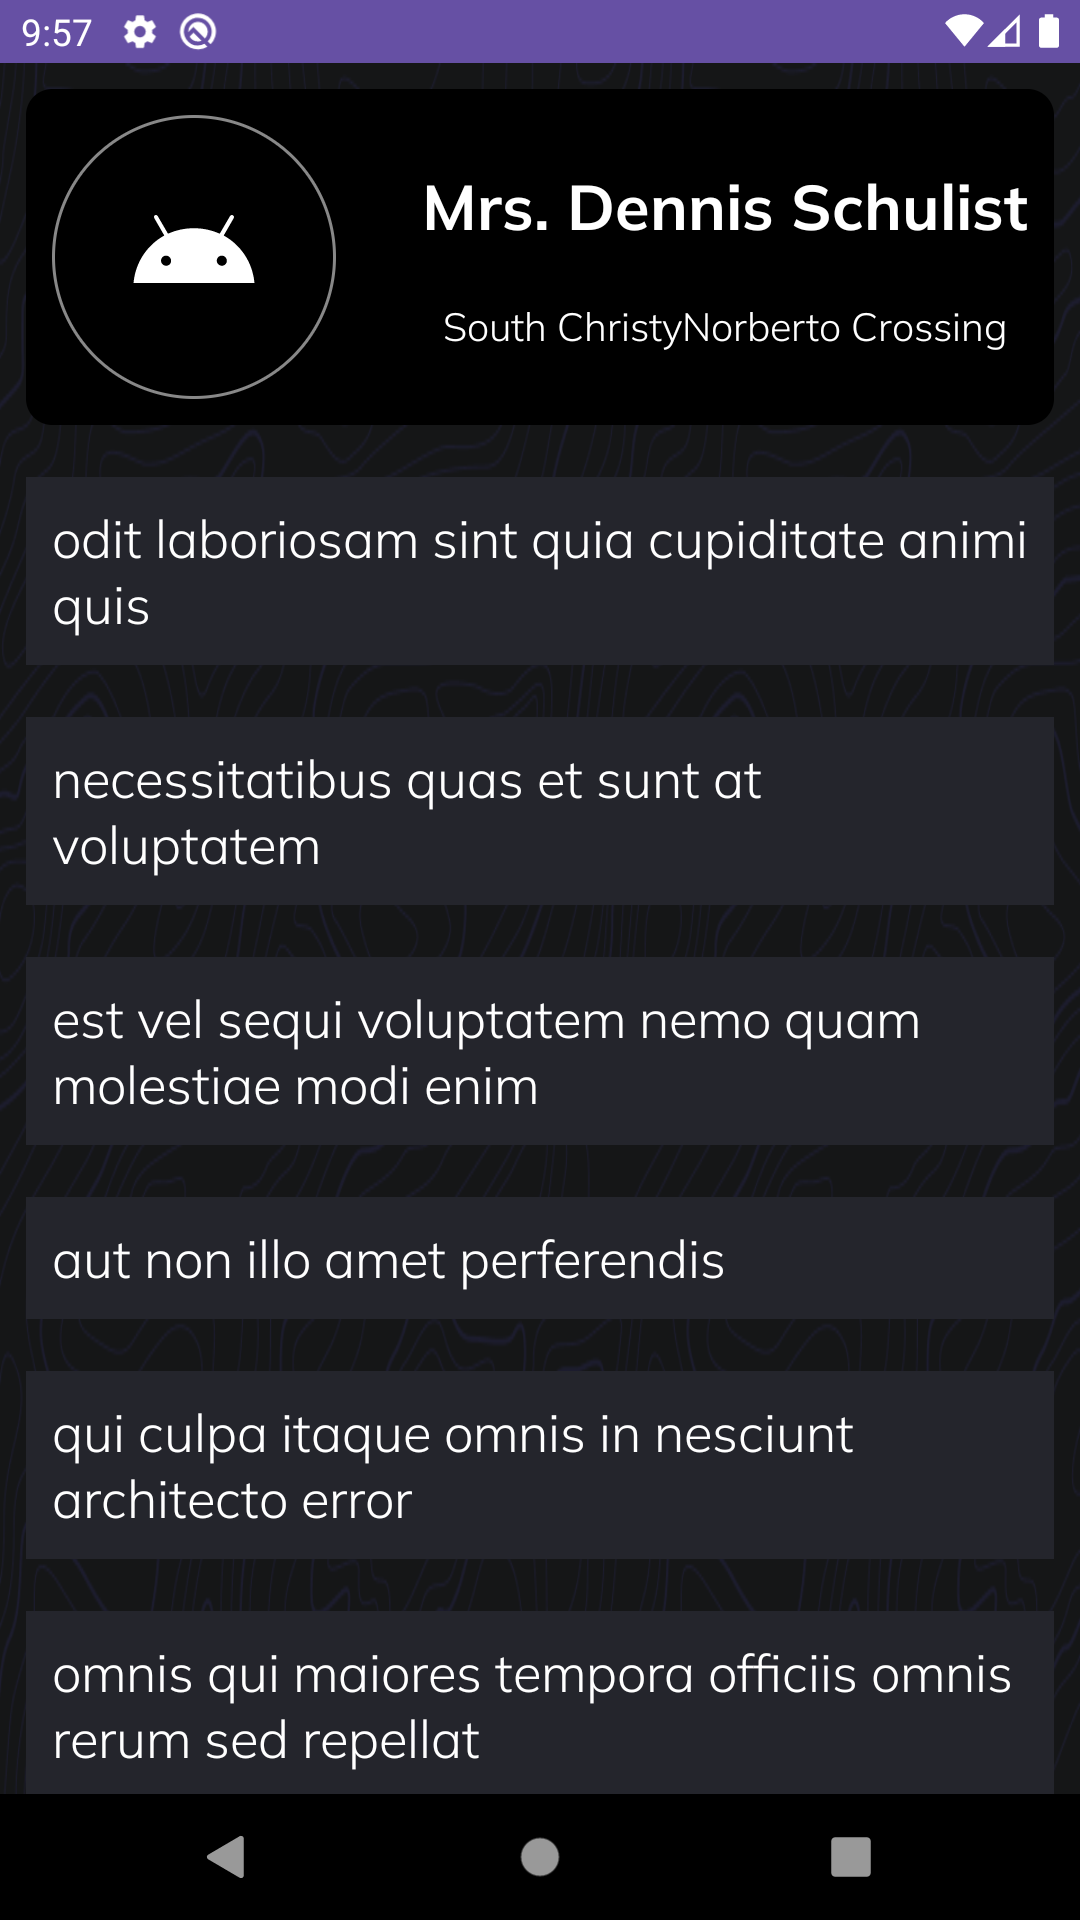 9:57
Mrs. Dennis Schulist
South ChristyNorberto Crossing
odit laboriosam sint quia cupiditate animi
quis
necessitatibus quas et sunt at
voluptatem
est vel sequi voluptatem nemo quam
molestiae modi enim
aut non illo amet perferendis
qui culpa itaque omnis in nesciunt
architecto error
omnis qui maiores tempora officiis omnis
rerum sed repellat